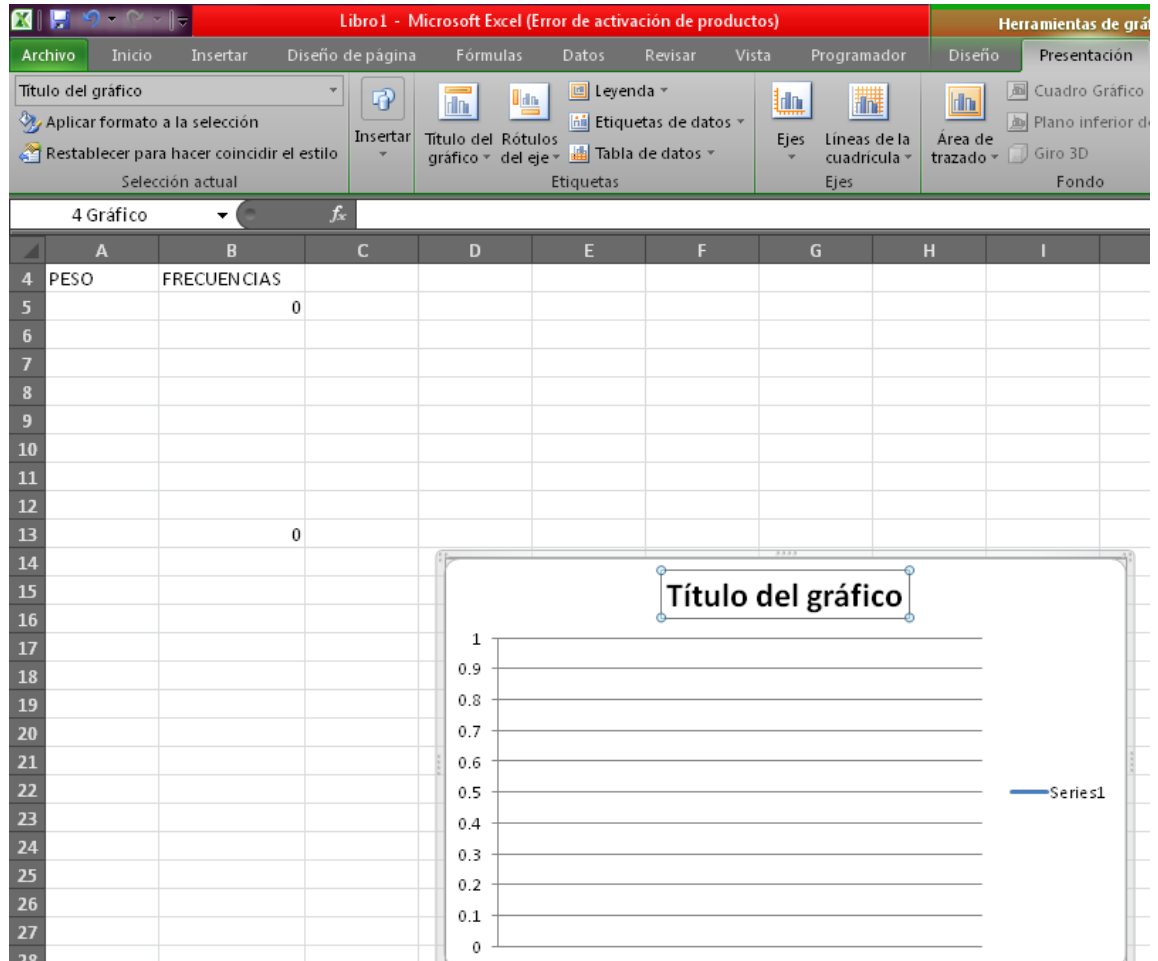 Libro1 - Microsoft Excel (Error de activación de productos)
Herramientas de grá
Archivo Inicio Insertar Diseño de página Fórmulas Datos Revisar Vista Programador Diseño Presentación
Título del gráfico
Aplicar formato a la selección
Restablecer para hacer coincidir el estilo
Selección actual
Insertar
Título del gráfico
Rótulos del eje
Leyenda
Etiquetas de datos
Tabla de datos
Etiquetas
Ejes
Líneas de la cuadrícula
Ejes
Área de trazado
Cuadro Gráfico
Plano inferior d
Giro 3D
Fondo
4 Gráfico fx
A B C D E F G H I
4 PESO FRECUENCIAS
5 0
6
7
8
9
10
11
12
13 0
14
15
16
17
18
19
20
21
22
23
24
25
26
27
28
Título del gráfico
1
0.9
0.8
0.7
0.6
0.5
0.4
0.3
0.2
0.1
0
Series1